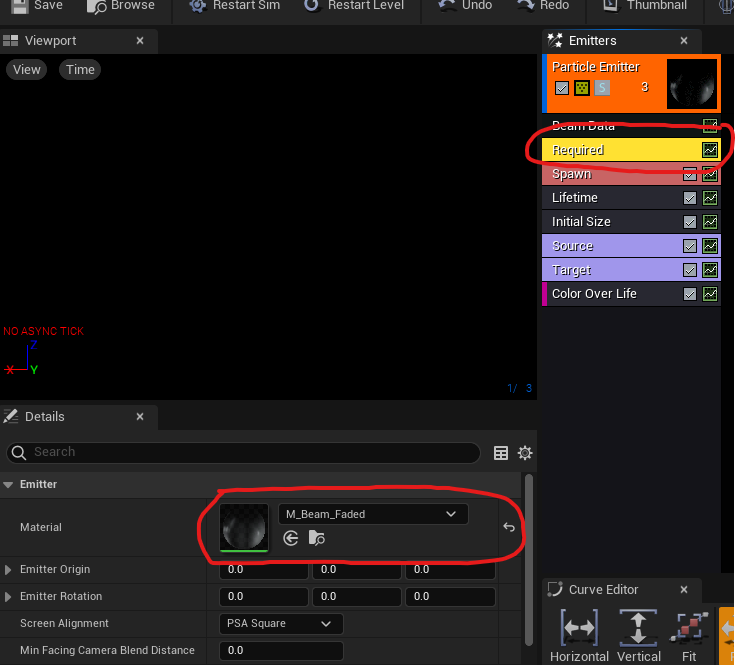 Save Browse Restart Sim Restart Level Undo Redo Thumbnail
Viewport × Emitters ×
View Time
Particle Emitter
S 3
Beam Data
Required
Spawn
Lifetime
Initial Size
Source
Target
Color Over Life
NO ASYNC TICK
Z
X Y
1/ 3
Details ×
Search
Emitter
Material M_Beam_Faded
Emitter Origin 0.0 0.0 0.0
Emitter Rotation 0.0 0.0 0.0
Screen Alignment PSA Square
Min Facing Camera Blend Distance 0.0
Curve Editor ×
Horizontal Vertical Fit